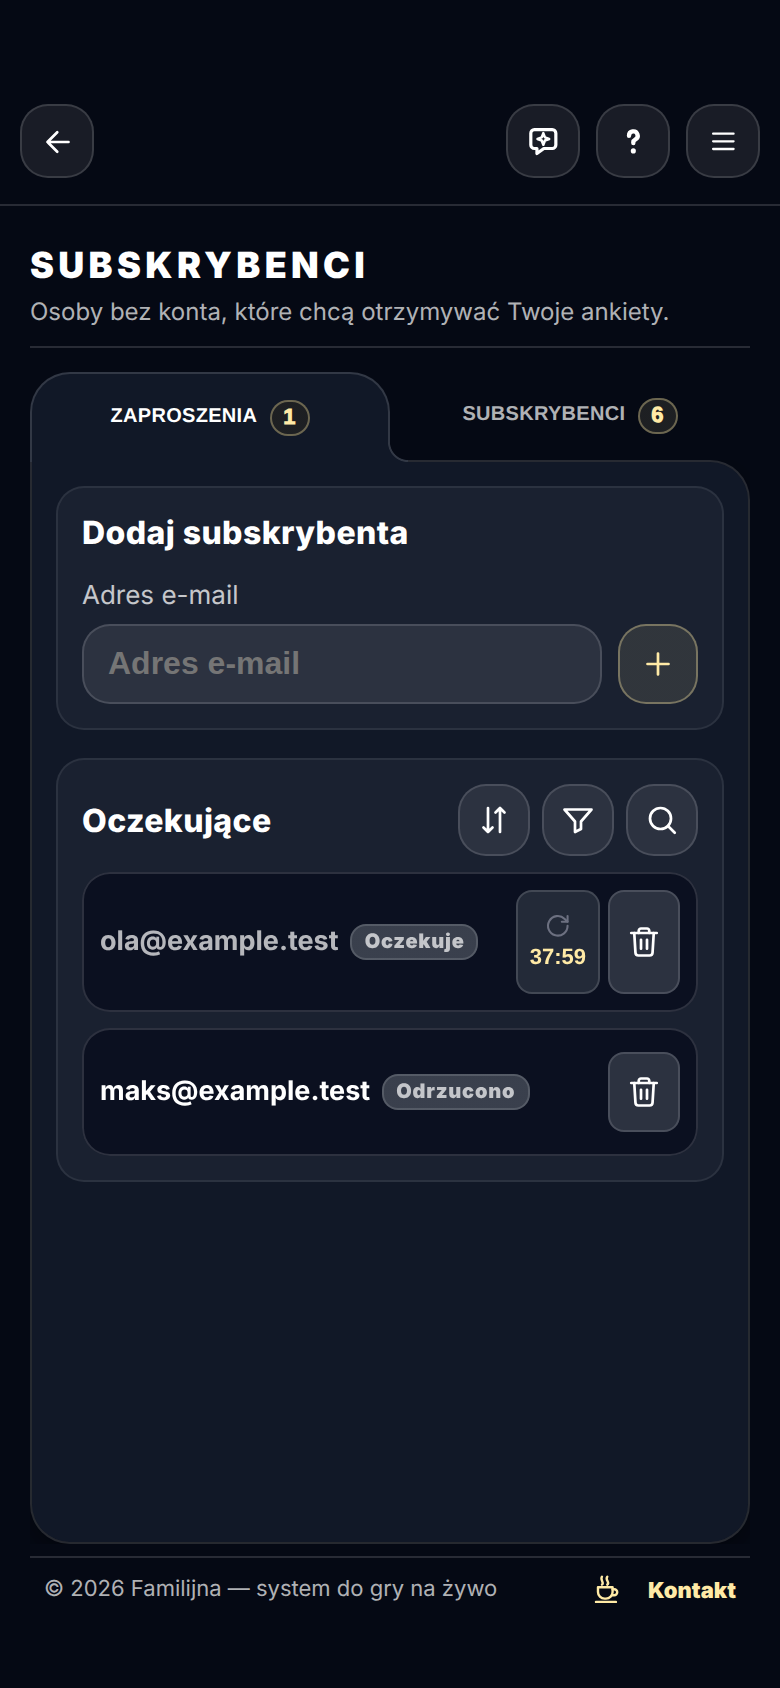 SUBSKRYBENCI
Osoby bez konta, które chcą otrzymywać Twoje ankiety.
ZAPROSZENIA 1
SUBSKRYBENCI 6
Dodaj subskrybenta
Adres e-mail
Adres e-mail
Oczekujące
ola@example.test Oczekuje
37:59
maks@example.test Odrzucono
© 2026 Familijna — system do gry na żywo
Kontakt